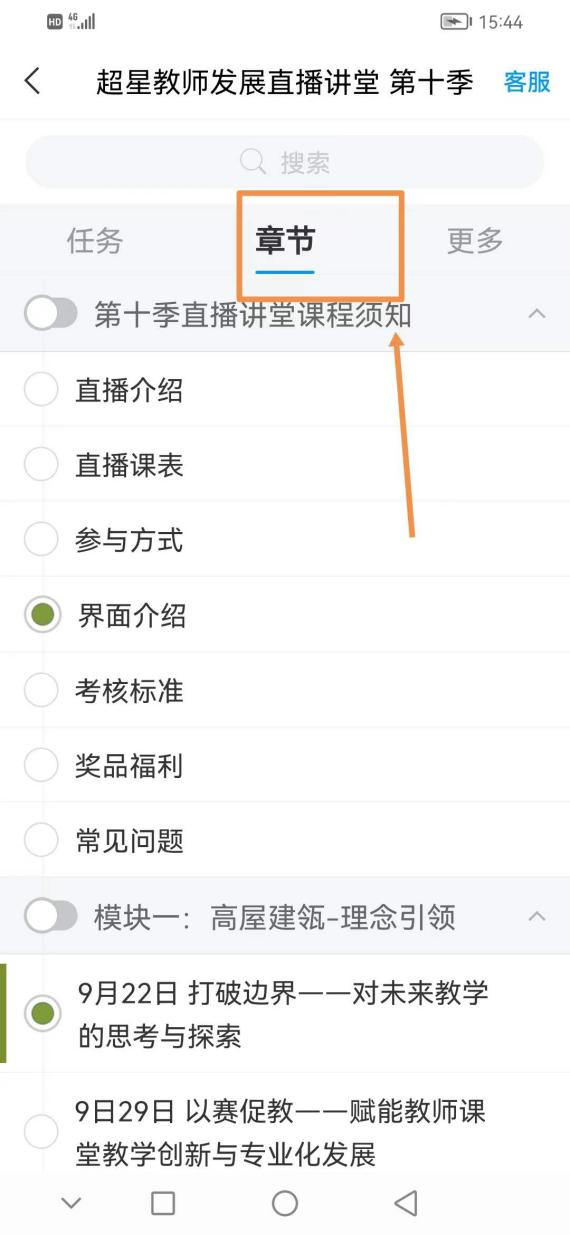 HD 4G 15:44
超星教师发展直播讲堂 第十季 客服
搜索
任务 章节 更多
第十季直播讲堂课程须知
直播介绍
直播课表
参与方式
界面介绍
考核标准
奖品福利
常见问题
模块一：高屋建瓴-理念引领
9月22日 打破边界——对未来教学
的思考与探索
9日29日 以赛促教——赋能教师课
堂教学创新与专业化发展